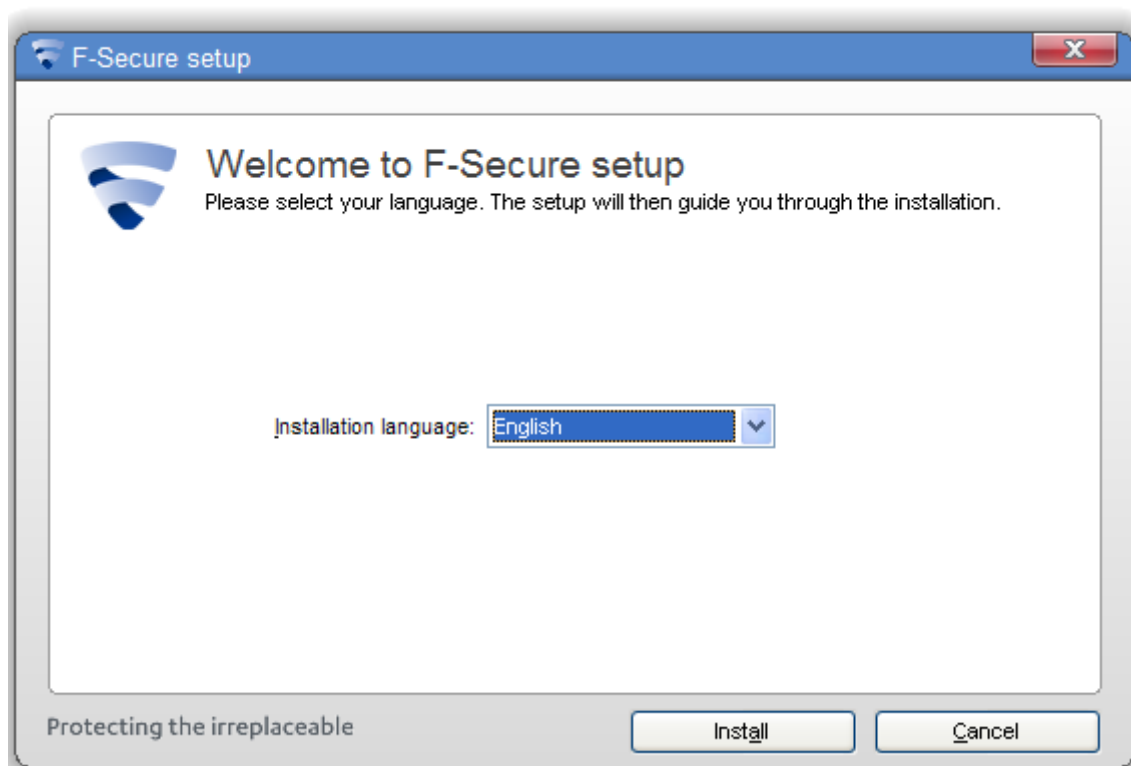 F-Secure setup
Welcome to F-Secure setup
Please select your language. The setup will then guide you through the installation.
Installation language: English
Protecting the irreplaceable
Install Cancel